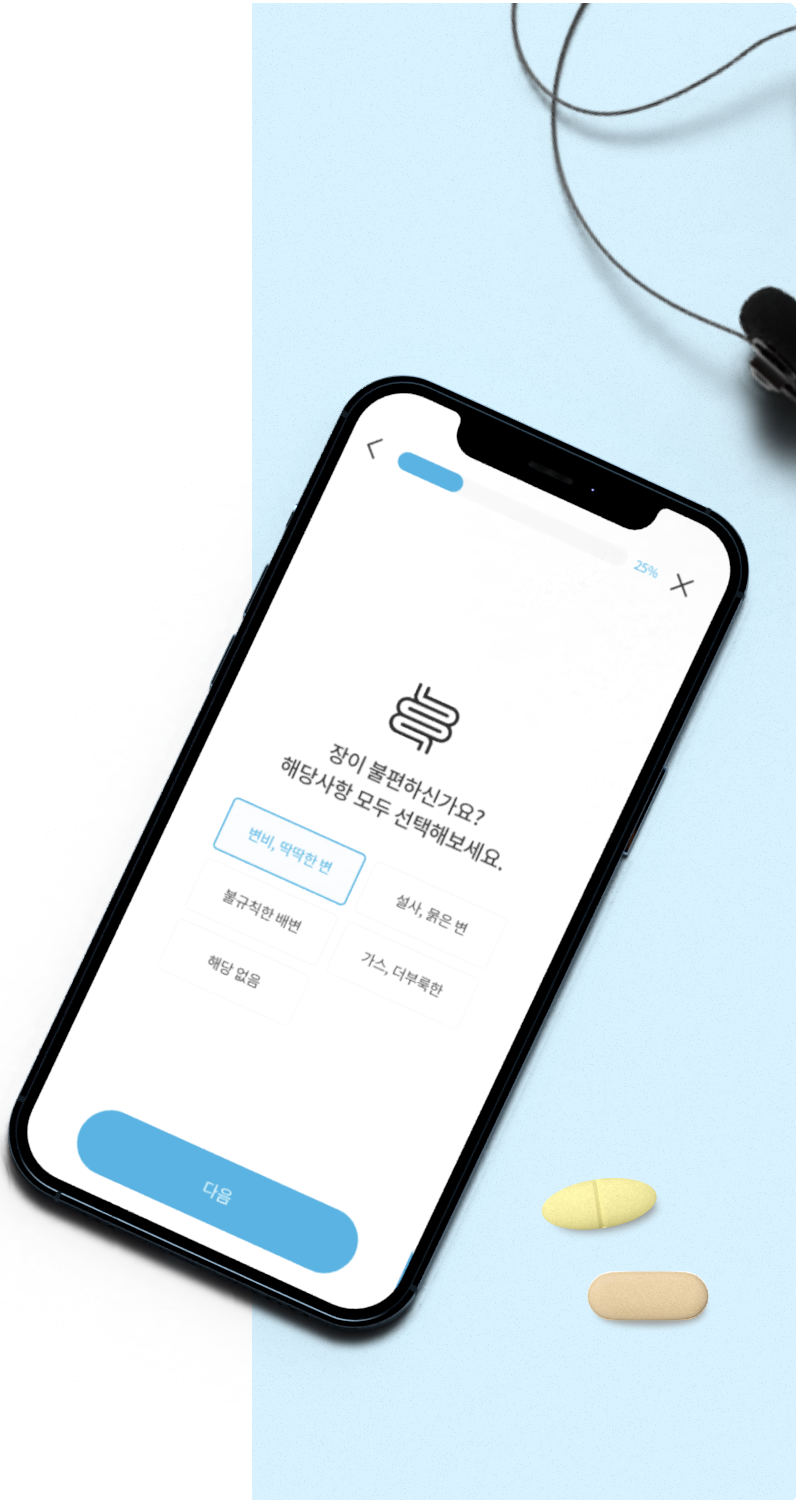 25%
장이 불편하신가요?
해당사항 모두 선택해보세요.
변비, 딱딱한 변
설사, 묽은 변
불규칙한 배변
가스, 더부룩한
해당 없음
다음